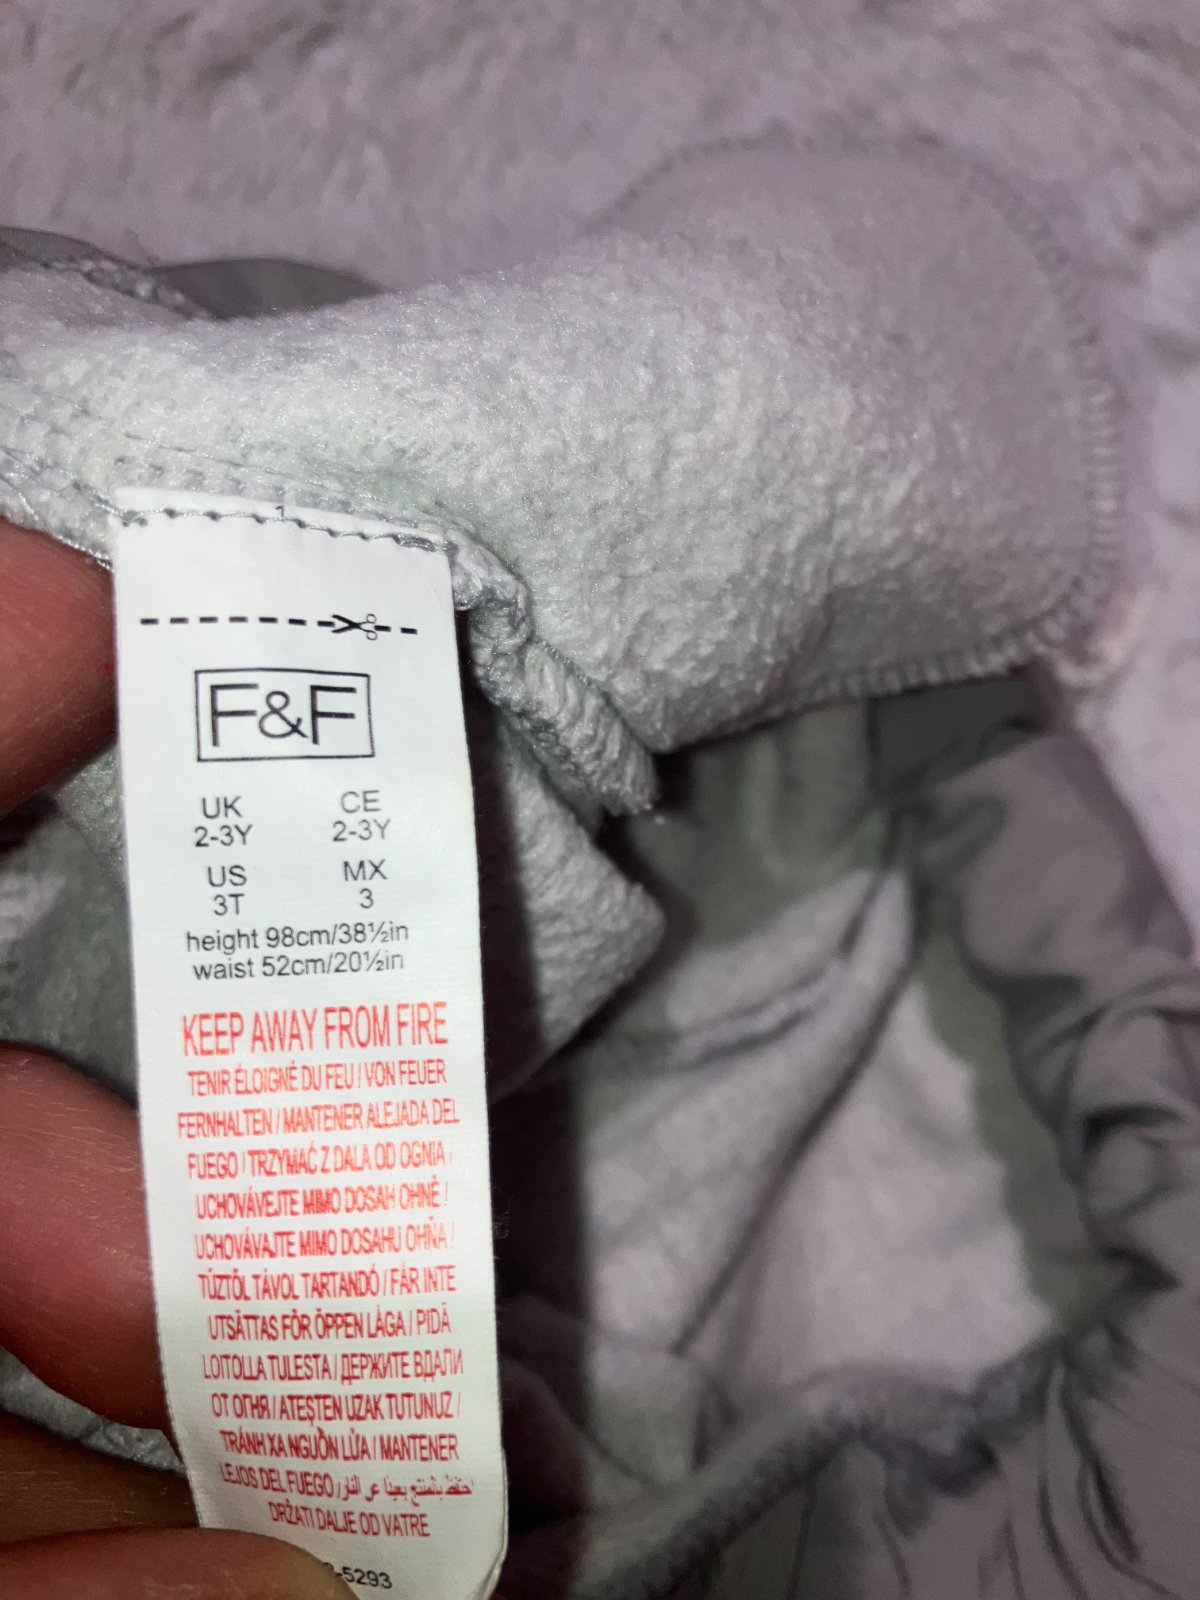 F&F
UK CE
2-3Y 2-3Y
US MX
3T 3
height 98cm/38½in
waist 52cm/20½in
KEEP AWAY FROM FIRE
TENIR ÉLOIGNÉ DU FEU / VON FEUER
FERNHALTEN / MANTENER ALEJADA DEL
FUEGO / TRZYMAĆ Z DALA OD OGNIA /
UCHOVÁVEJTE MIMO DOSAH OHNĚ /
UCHOVÁVAJTE MIMO DOSAHU OHŇA /
TŰZTŐL TÁVOL TARTANDÓ / FÅR INTE
UTSÄTTAS FÖR ÖPPEN LÅGA / PIDÄ
LOITOLLA TULESTA / ДЕРЖИТЕ ВДАЛИ
ОТ ОГНЯ / ATEŞTEN UZAK TUTUNUZ /
TRÁNH XA NGUỒN LỬA / MANTENER
LEJOS DEL FUEGO / احتفظ بالمنتج بعيدا عن النار
DRŽATI DALJE OD VATRE
-5293